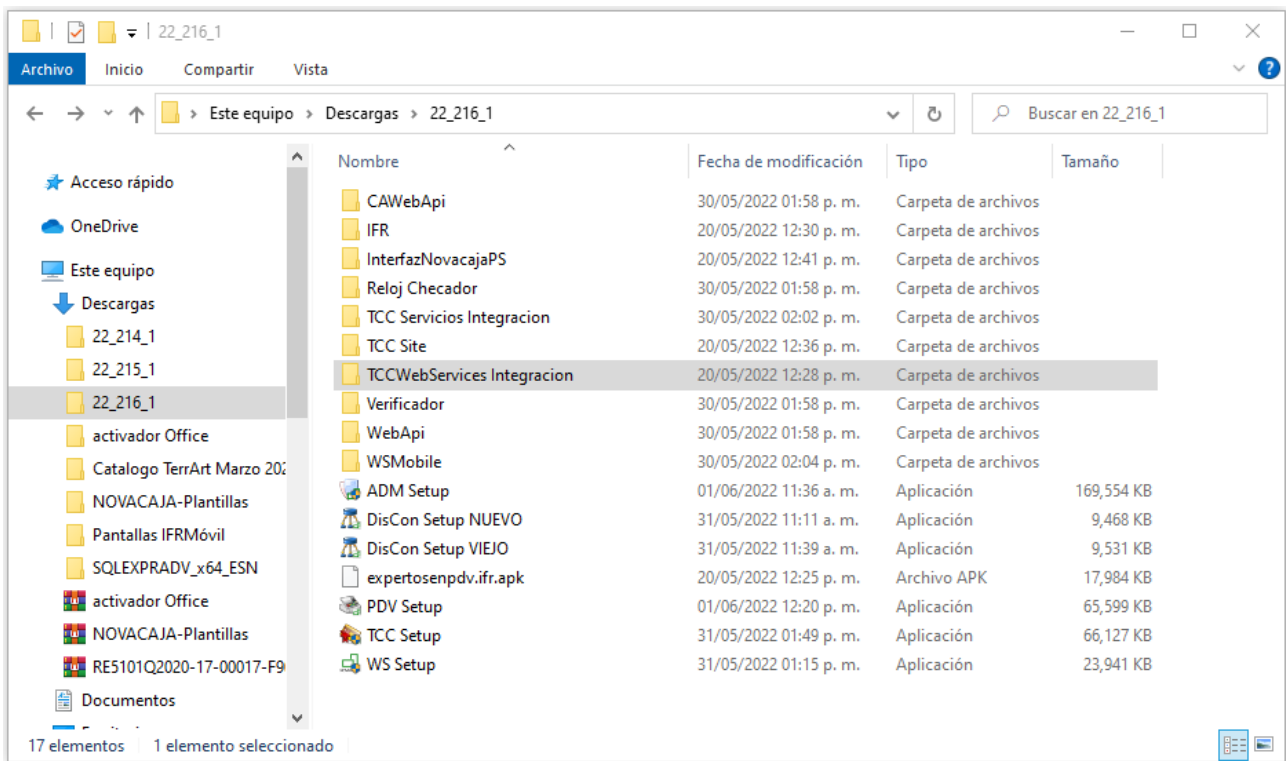 22_216_1
Archivo Inicio Compartir Vista
Este equipo Descargas 22_216_1 Buscar en 22_216_1
Nombre Fecha de modificación Tipo Tamaño
Acceso rápido
OneDrive
Este equipo
Descargas
22_214_1
22_215_1
22_216_1
activador Office
Catalogo TerrArt Marzo 202
NOVACAJA-Plantillas
Pantallas IFRMóvil
SQLEXPRADV_x64_ESN
activador Office
NOVACAJA-Plantillas
RE5101Q2020-17-00017-F9
Documentos
CAWebApi 30/05/2022 01:58 p. m. Carpeta de archivos
IFR 20/05/2022 12:30 p. m. Carpeta de archivos
InterfazNovacajaPS 20/05/2022 12:41 p. m. Carpeta de archivos
Reloj Checador 30/05/2022 01:58 p. m. Carpeta de archivos
TCC Servicios Integracion 30/05/2022 02:02 p. m. Carpeta de archivos
TCC Site 20/05/2022 12:36 p. m. Carpeta de archivos
TCCWebServices Integracion 20/05/2022 12:28 p. m. Carpeta de archivos
Verificador 30/05/2022 01:58 p. m. Carpeta de archivos
WebApi 30/05/2022 01:58 p. m. Carpeta de archivos
WSMobile 30/05/2022 02:04 p. m. Carpeta de archivos
ADM Setup 01/06/2022 11:36 a. m. Aplicación 169,554 KB
DisCon Setup NUEVO 31/05/2022 11:11 a. m. Aplicación 9,468 KB
DisCon Setup VIEJO 31/05/2022 11:39 a. m. Aplicación 9,531 KB
expertosenpdv.ifr.apk 20/05/2022 12:25 p. m. Archivo APK 17,984 KB
PDV Setup 01/06/2022 12:20 p. m. Aplicación 65,599 KB
TCC Setup 31/05/2022 01:49 p. m. Aplicación 66,127 KB
WS Setup 31/05/2022 01:15 p. m. Aplicación 23,941 KB
17 elementos 1 elemento seleccionado